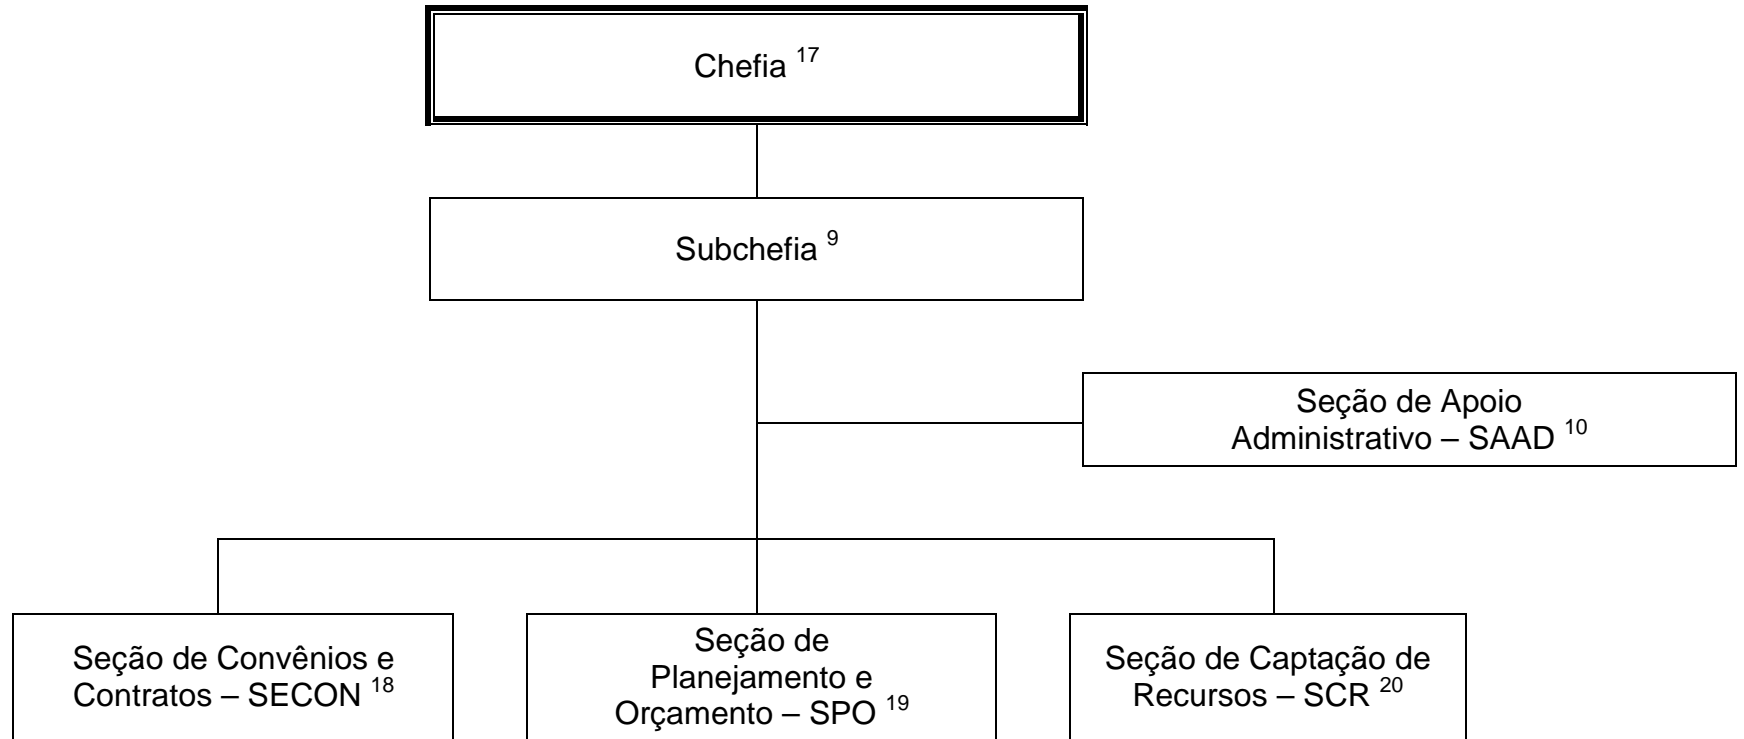 Chefia 17
Subchefia 9
Seção de Apoio
Administrativo – SAAD 10
Seção de Convênios e
Contratos – SECON 18
Seção de
Planejamento e
Orçamento – SPO 19
Seção de Captação de
Recursos – SCR 20